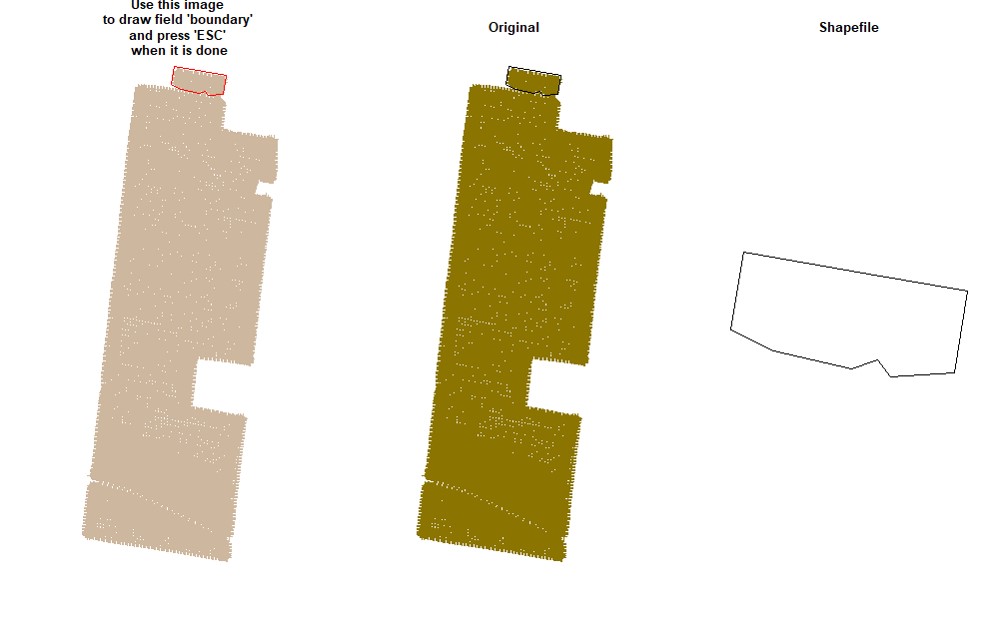 Use this image
to draw field 'boundary'
and press 'ESC'
when it is done
Original
Shapefile